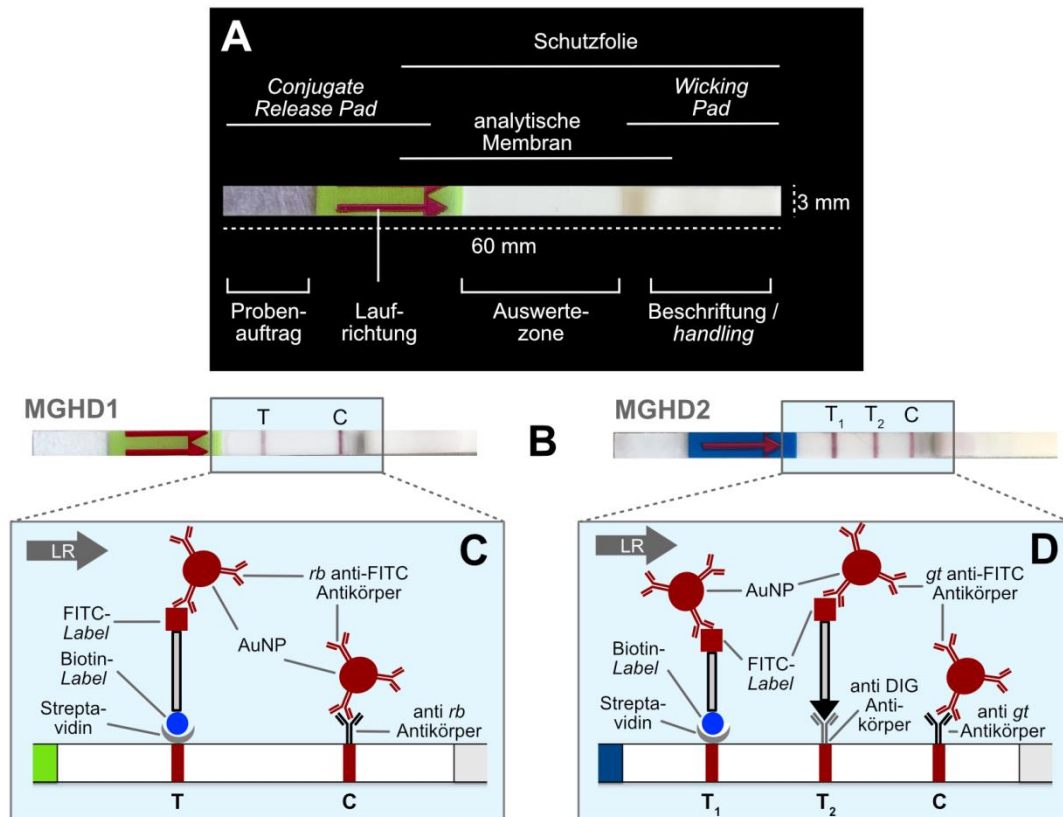 A
Schutzfolie
Conjugate
Release Pad
Wicking
Pad
analytische
Membran
3 mm
60 mm
Proben-
auftrag
Lauf-
richtung
Auswerte-
zone
Beschriftung /
handling
MGHD1
T
C
B
MGHD2
T₁
T₂
C
LR
C
rb anti-FITC
Antikörper
FITC-
Label
AuNP
Biotin-
Label
Strepta-
vidin
anti rb
Antikörper
T
C
LR
D
AuNP
gt anti-FITC
Antikörper
Biotin-
Label
FITC-
Label
Strepta-
vidin
anti DIG
Anti-
körper
anti gt
Antikörper
T₁
T₂
C